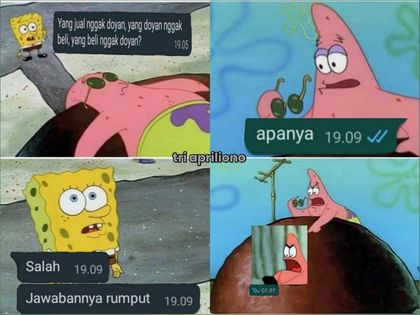 Yang jual nggak doyan, yang doyan nggak
beli, yang beli nggak doyan?
19.05
apanya 19.09
tri apriliono
Salah 19.09
Jawabannya rumput 19.09